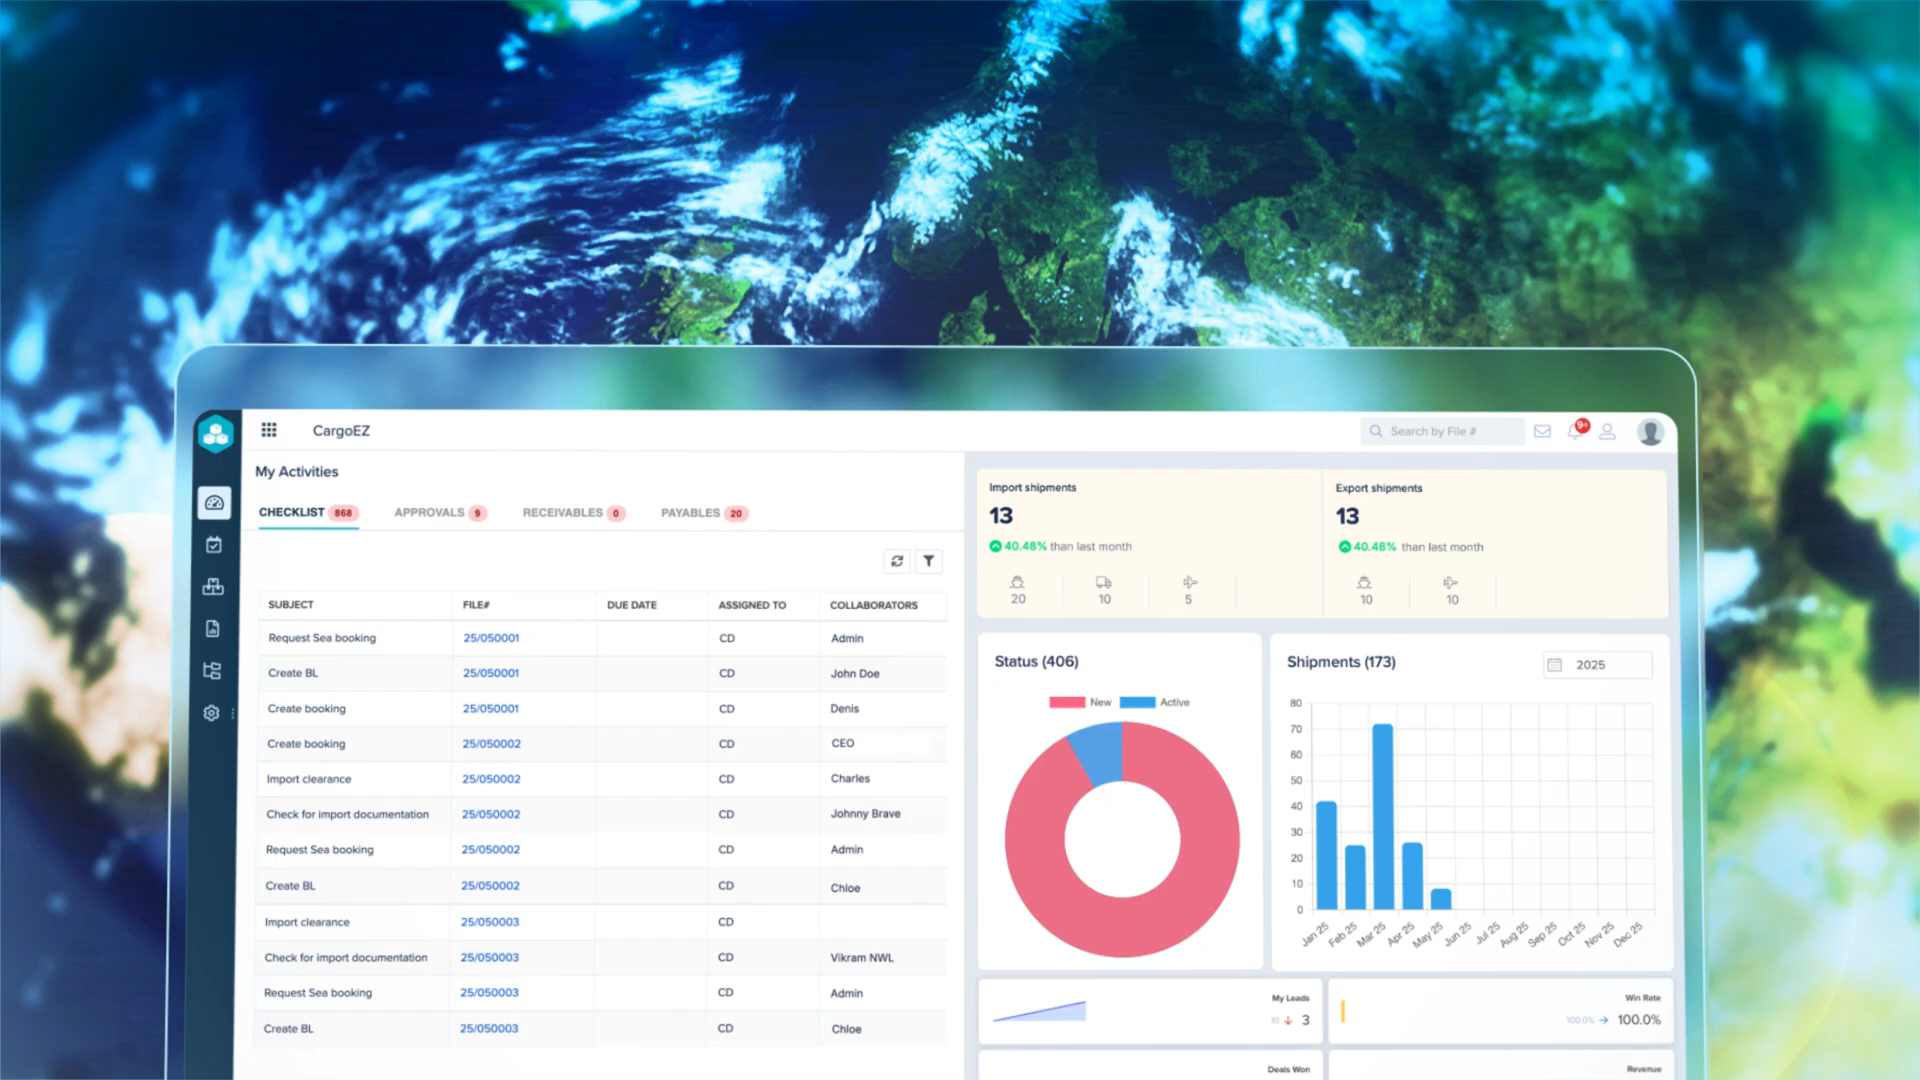 CargoEZ
Search by File #
9+
My Activities
CHECKLIST 868 APPROVALS 9 RECEIVABLES 0 PAYABLES 20
SUBJECT FILE# DUE DATE ASSIGNED TO COLLABORATORS
Request Sea booking 25/050001 CD Admin
Create BL 25/050001 CD John Doe
Create booking 25/050001 CD Denis
Create booking 25/050002 CD CEO
Import clearance 25/050002 CD Charles
Check for import documentation 25/050002 CD Johnny Brave
Request Sea booking 25/050002 CD Admin
Create BL 25/050002 CD Chloe
Import clearance 25/050003 CD
Check for import documentation 25/050003 CD Vikram NWL
Request Sea booking 25/050003 CD Admin
Create BL 25/050003 CD Chloe
Import shipments
13
40.48% than last month
20 10 5
Export shipments
13
40.48% than last month
10 10
Status (406)
New Active
Shipments (173)
2025
80
70
60
50
40
30
20
10
0
Jan 25 Feb 25 Mar 25 Apr 25 May 25 Jun 25 Jul 25 Aug 25 Sep 25 Oct 25 Nov 25 Dec 25
My Leads
10 3
Win Rate
100.0% 100.0%
Deals Won
Revenue